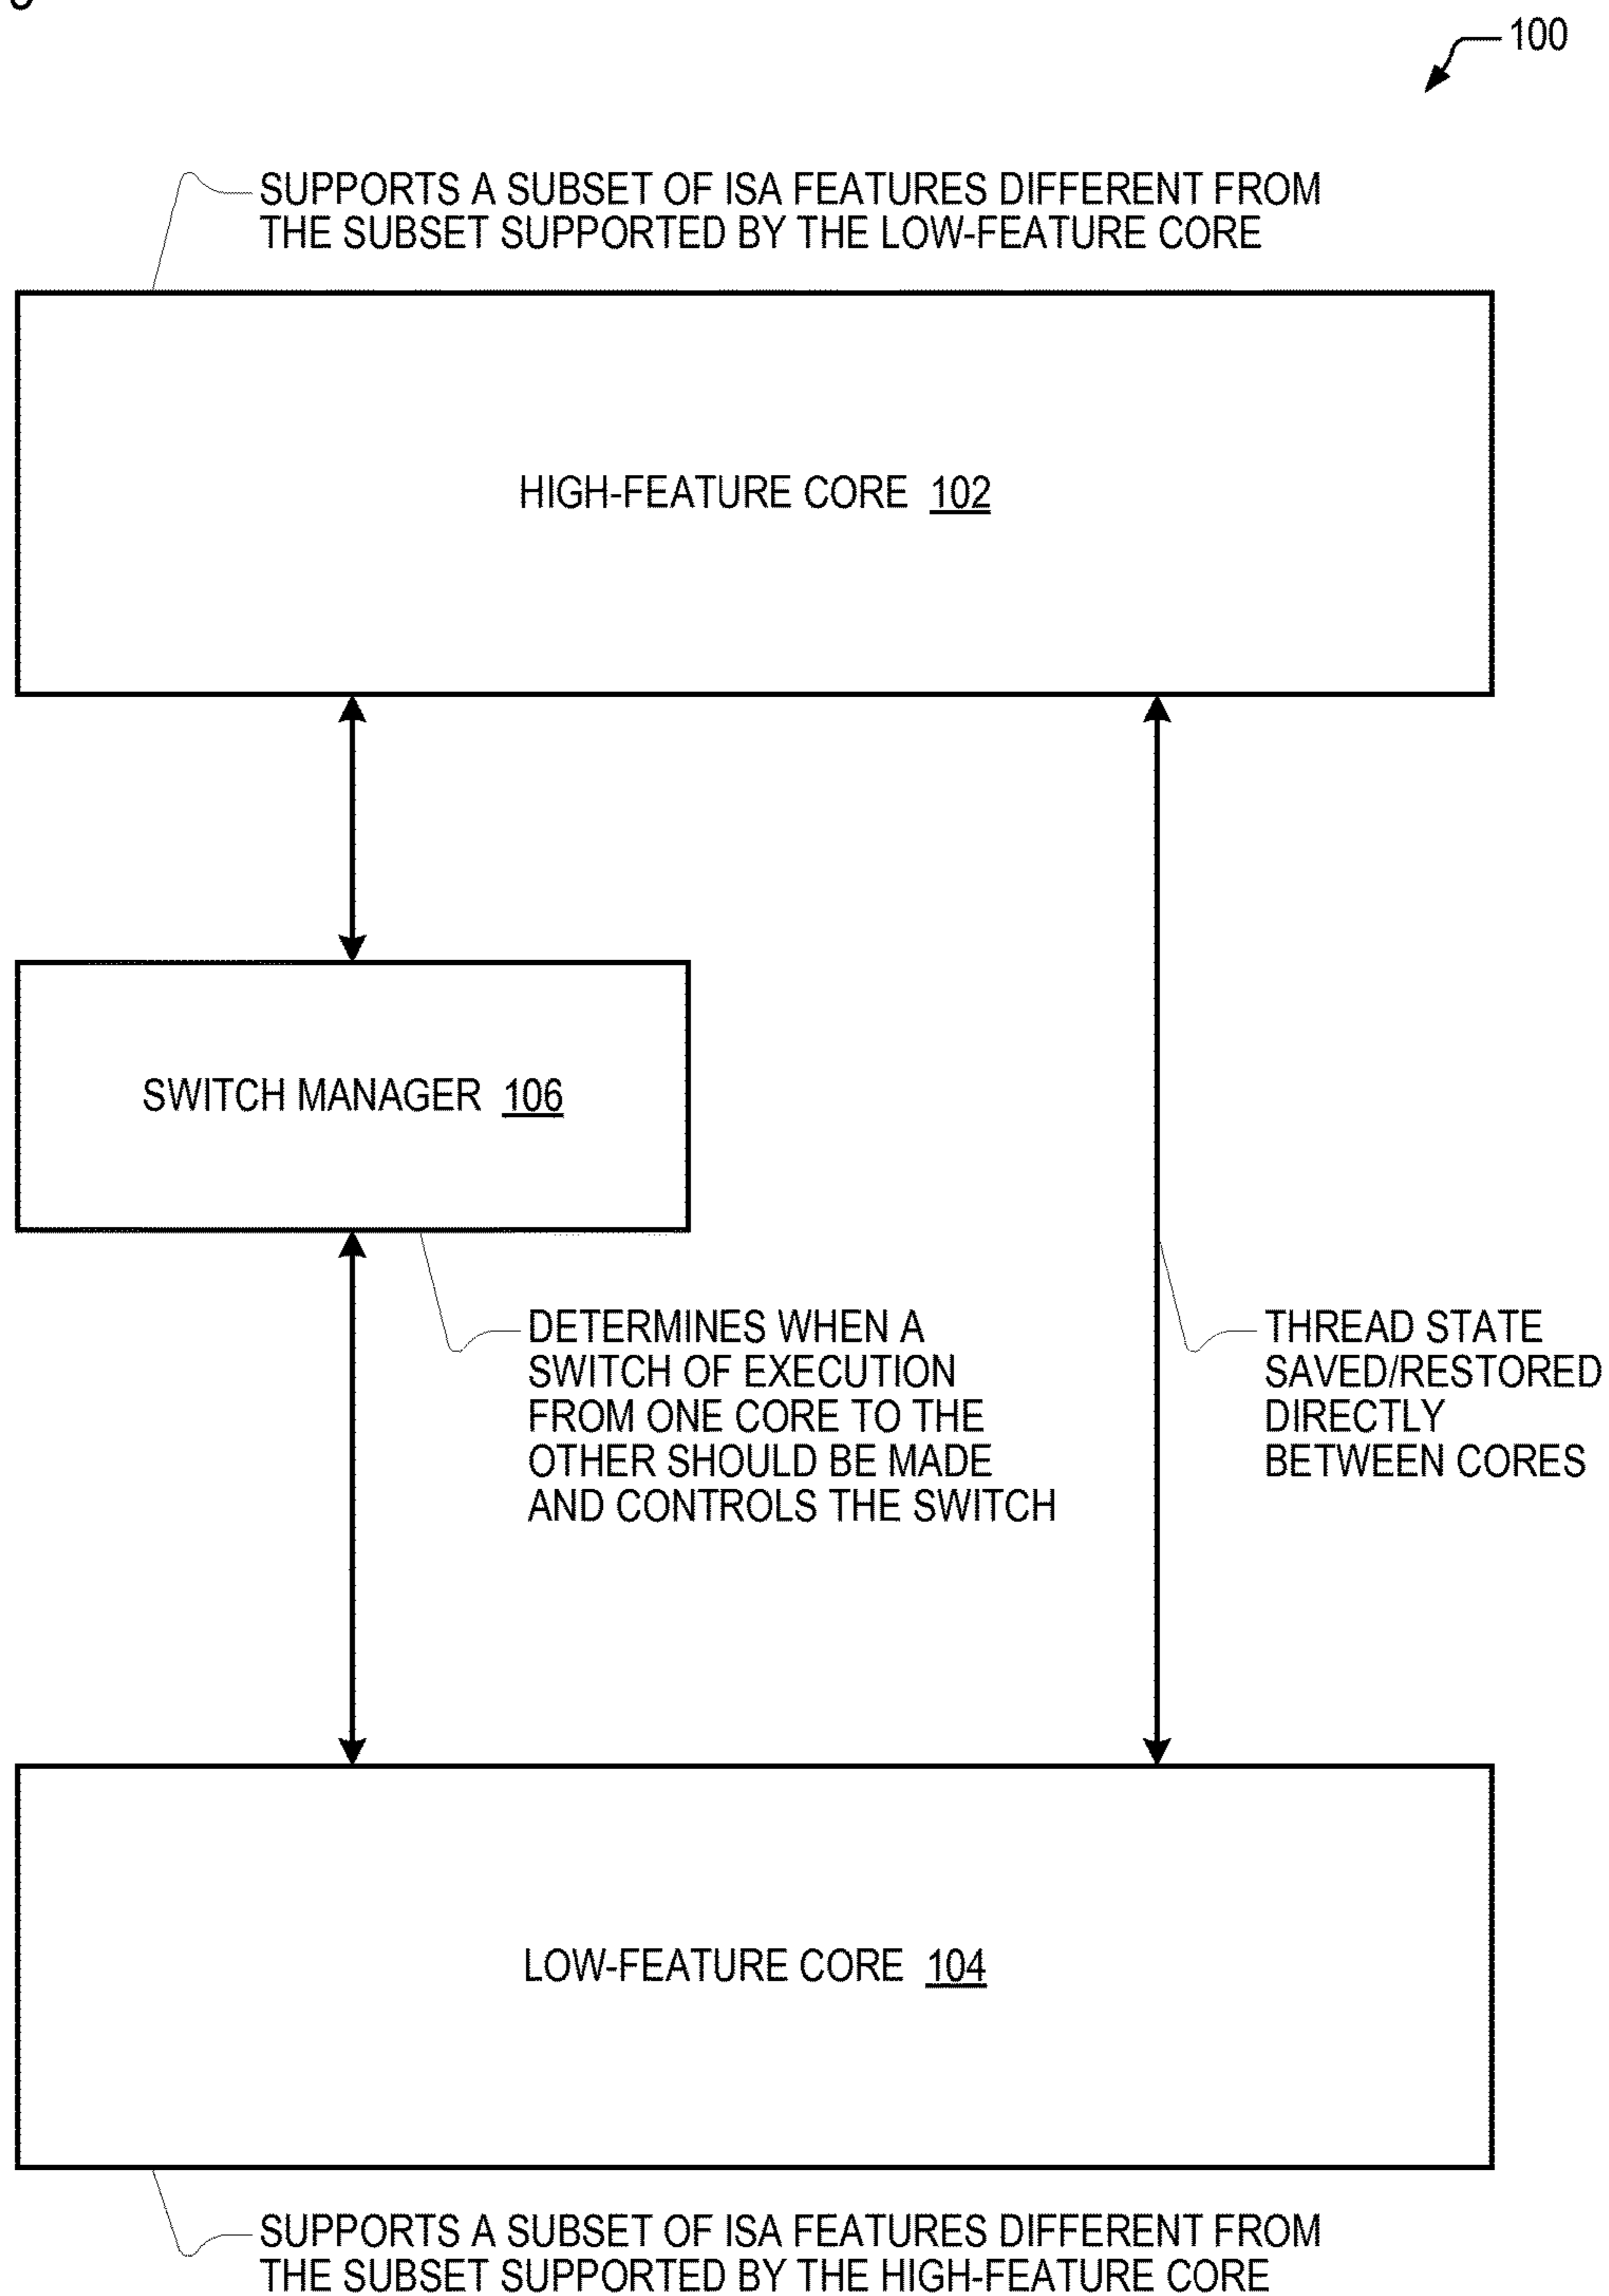 100
SUPPORTS A SUBSET OF ISA FEATURES DIFFERENT FROM
THE SUBSET SUPPORTED BY THE LOW-FEATURE CORE
HIGH-FEATURE CORE 102
SWITCH MANAGER 106
DETERMINES WHEN A
SWITCH OF EXECUTION
FROM ONE CORE TO THE
OTHER SHOULD BE MADE
AND CONTROLS THE SWITCH
THREAD STATE
SAVED/RESTORED
DIRECTLY
BETWEEN CORES
LOW-FEATURE CORE 104
SUPPORTS A SUBSET OF ISA FEATURES DIFFERENT FROM
THE SUBSET SUPPORTED BY THE HIGH-FEATURE CORE